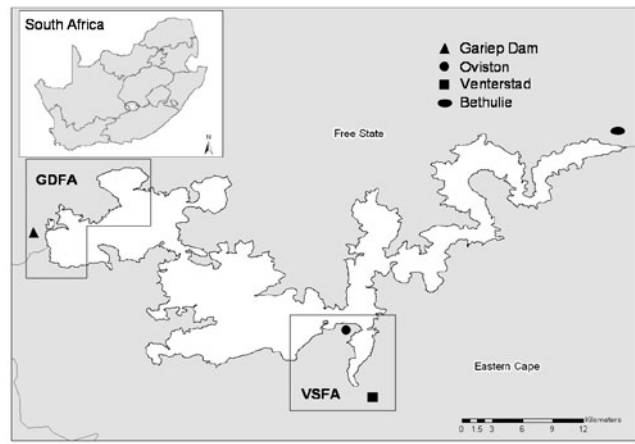 South Africa
N
Gariep Dam
Oviston
Venterstad
Bethulie
Free State
GDFA
VSFA
Eastern Cape
Kilometers
0 1.5 3 6 9 12